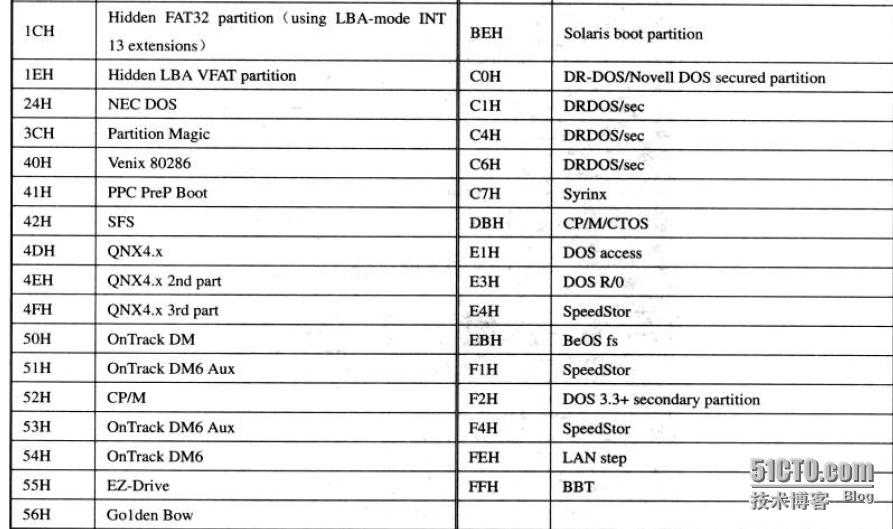 1CH Hidden FAT32 partition（using LBA-mode INT BEH Solaris boot partition
13 extensions）
1EH Hidden LBA VFAT partition C0H DR-DOS/Novell DOS secured partition
24H NEC DOS C1H DRDOS/sec
3CH Partition Magic C4H DRDOS/sec
40H Venix 80286 C6H DRDOS/sec
41H PPC PreP Boot C7H Syrinx
42H SFS DBH CP/M/CTOS
4DH QNX4.x E1H DOS access
4EH QNX4.x 2nd part E3H DOS R/0
4FH QNX4.x 3rd part E4H SpeedStor
50H OnTrack DM EBH BeOS fs
51H OnTrack DM6 Aux F1H SpeedStor
52H CP/M F2H DOS 3.3+ secondary partition
53H OnTrack DM6 Aux F4H SpeedStor
54H OnTrack DM6 FEH LAN step
55H EZ-Drive FFH BBT
56H Golden Bow
51CTO.com
技术博客 Blog